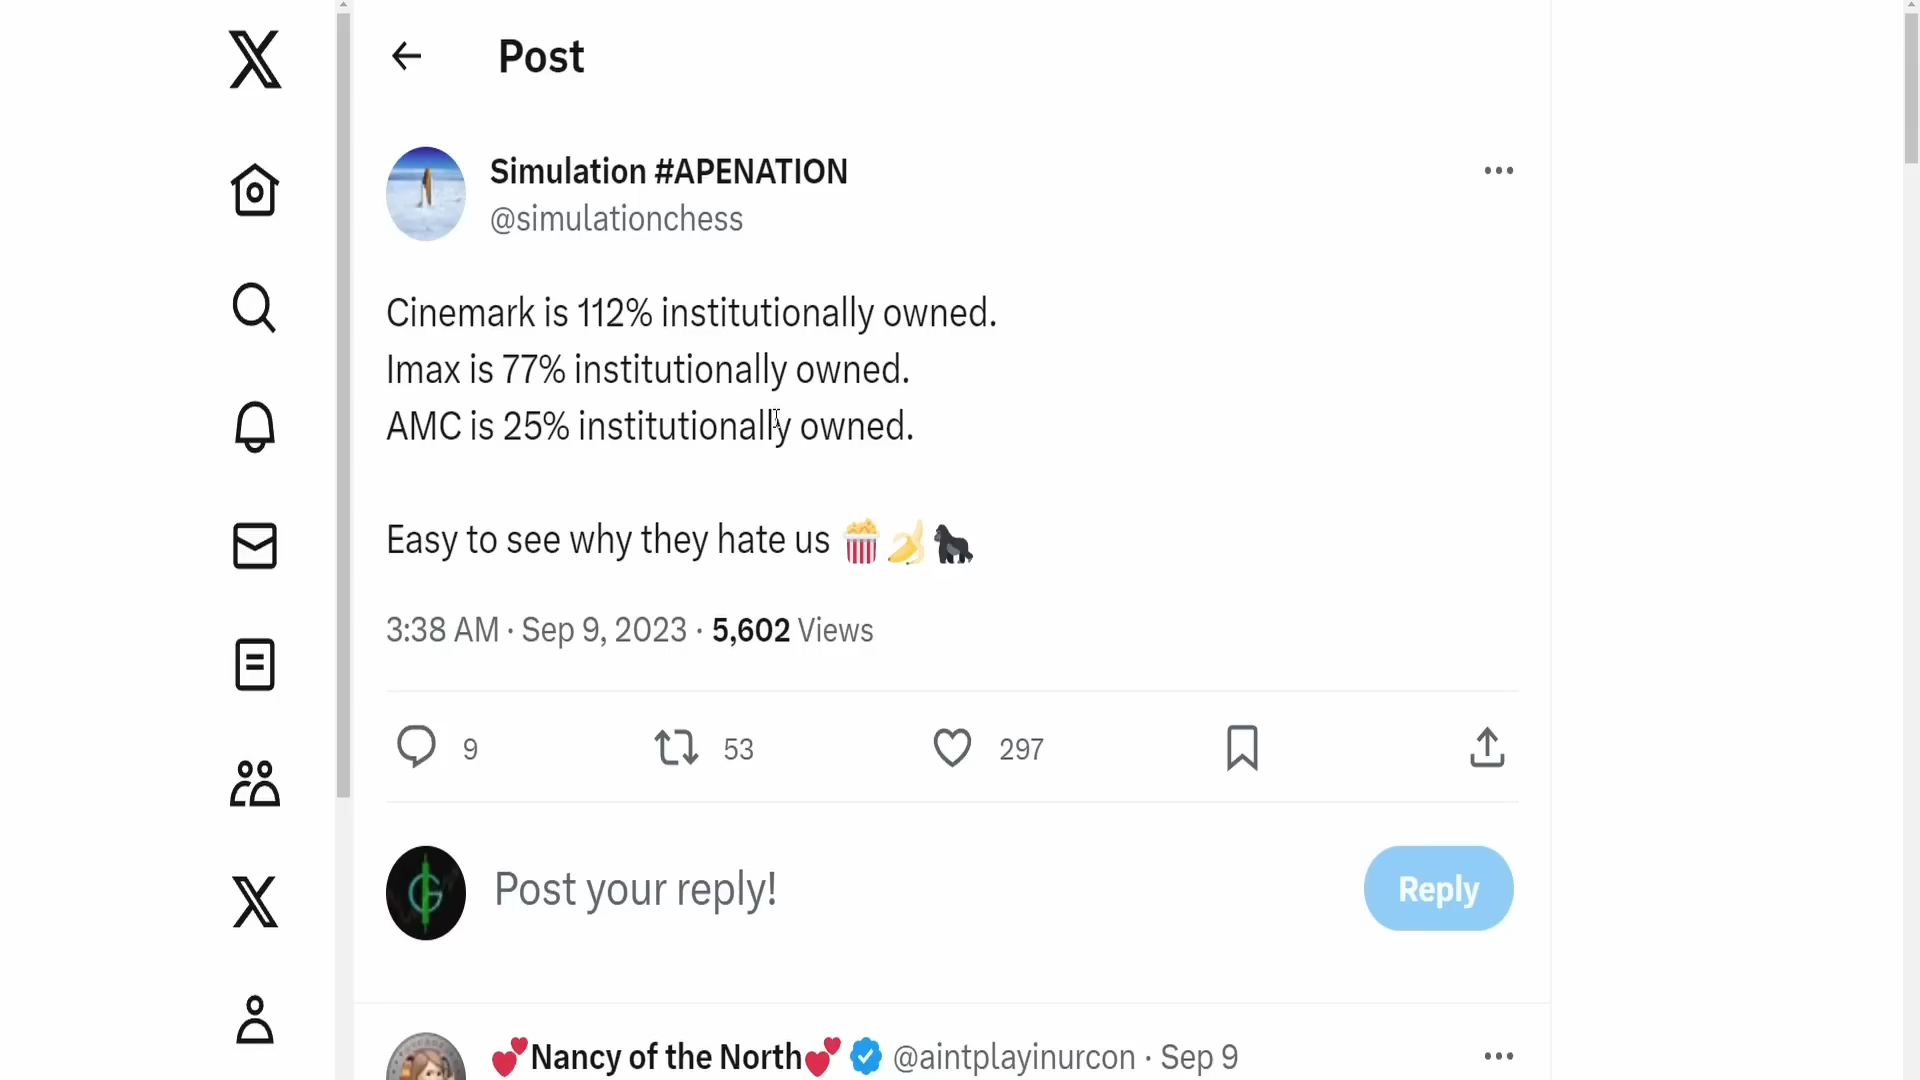 Post
Simulation #APENATION
@simulationchess
Cinemark is 112% institutionally owned.
Imax is 77% institutionally owned.
AMC is 25% institutionally owned.
Easy to see why they hate us 🍿🍌🦍
3:38 AM · Sep 9, 2023 · 5,602 Views
9 53 297
Post your reply!
Reply
💕Nancy of the North💕 @aintplayinurcon · Sep 9